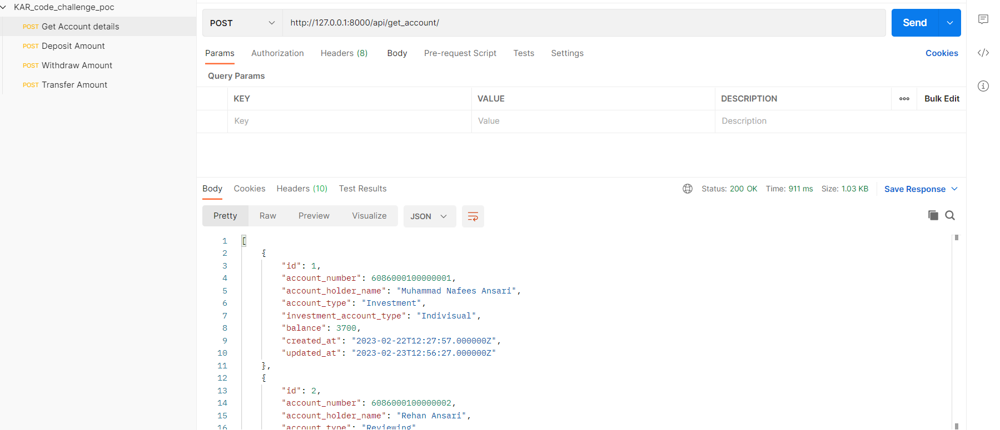 KAR_code_challenge_poc
POST Get Account details
POST Deposit Amount
POST Withdraw Amount
POST Transfer Amount
POST http://127.0.0.1:8000/api/get_account/ Send
Params Authorization Headers (8) Body Pre-request Script Tests Settings Cookies
Query Params
KEY VALUE DESCRIPTION Bulk Edit
Key Value Description
Body Cookies Headers (10) Test Results Status: 200 OK Time: 911 ms Size: 1.03 KB Save Response
Pretty Raw Preview Visualize JSON
1 [
2 {
3 "id": 1,
4 "account_number": 6086000100000001,
5 "account_holder_name": "Muhammad Nafees Ansari",
6 "account_type": "Investment",
7 "investment_account_type": "Indivisual",
8 "balance": 3700,
9 "created_at": "2023-02-22T12:27:57.000000Z",
10 "updated_at": "2023-02-23T12:56:27.000000Z"
11 },
12 {
13 "id": 2,
14 "account_number": 6086000100000002,
15 "account_holder_name": "Rehan Ansari",
16 "account_type": "Reviewing"